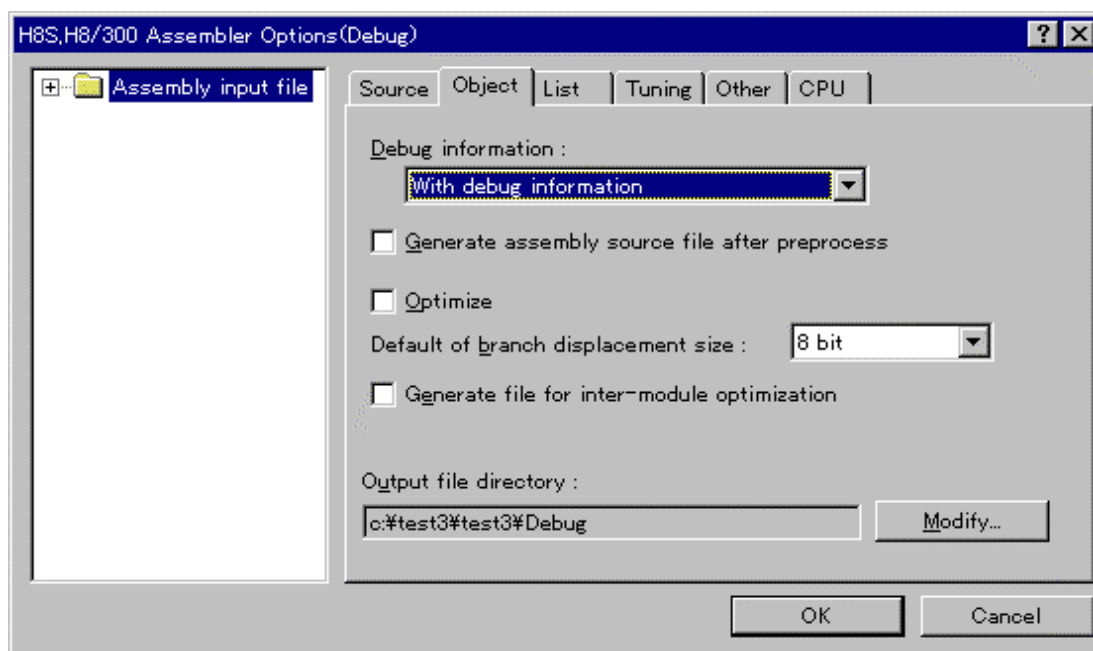 H8S,H8/300 Assembler Options(Debug)
Assembly input file
Source Object List Tuning Other CPU
Debug information :
With debug information
Generate assembly source file after preprocess
Optimize
Default of branch displacement size : 8 bit
Generate file for inter-module optimization
Output file directory :
c:¥test3¥test3¥Debug Modify...
OK Cancel